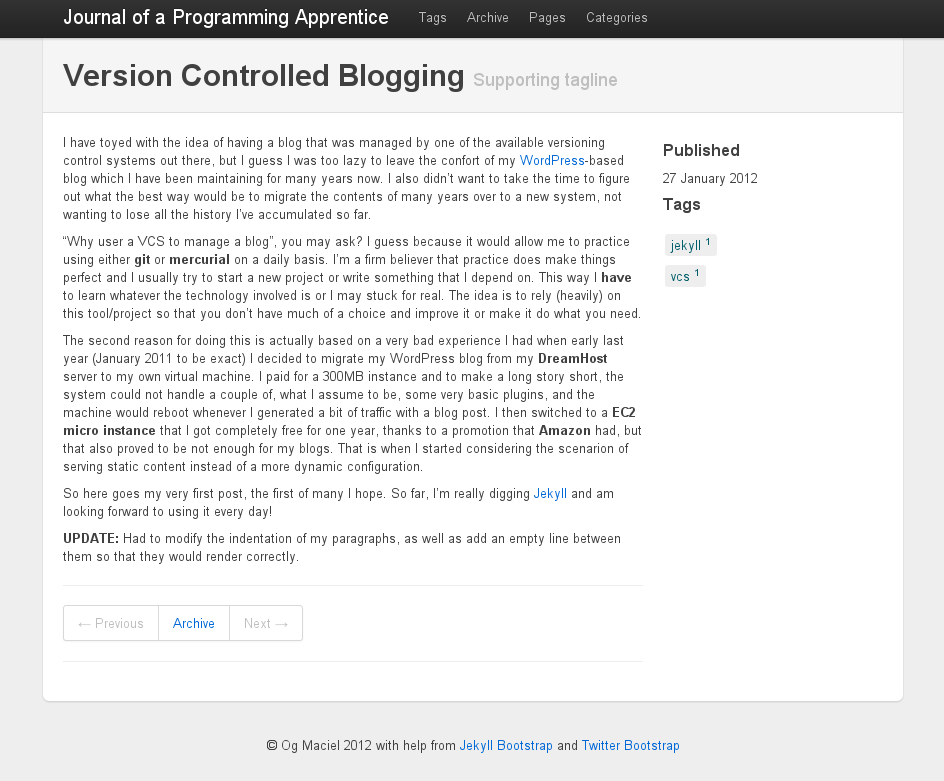 Journal of a Programming Apprentice Tags Archive Pages Categories
Version Controlled Blogging Supporting tagline
I have toyed with the idea of having a blog that was managed by one of the available versioning
control systems out there, but I guess I was too lazy to leave the confort of my WordPress-based
blog which I have been maintaining for many years now. I also didn't want to take the time to figure
out what the best way would be to migrate the contents of many years over to a new system, not
wanting to lose all the history I've accumulated so far.
“Why user a VCS to manage a blog”, you may ask? I guess because it would allow me to practice
using either git or mercurial on a daily basis. I'm a firm believer that practice does make things
perfect and I usually try to start a new project or write something that I depend on. This way I have
to learn whatever the technology involved is or I may stuck for real. The idea is to rely (heavily) on
this tool/project so that you don't have much of a choice and improve it or make it do what you need.
The second reason for doing this is actually based on a very bad experience I had when early last
year (January 2011 to be exact) I decided to migrate my WordPress blog from my DreamHost
server to my own virtual machine. I paid for a 300MB instance and to make a long story short, the
system could not handle a couple of, what I assume to be, some very basic plugins, and the
machine would reboot whenever I generated a bit of traffic with a blog post. I then switched to a EC2
micro instance that I got completely free for one year, thanks to a promotion that Amazon had, but
that also proved to be not enough for my blogs. That is when I started considering the scenarion of
serving static content instead of a more dynamic configuration.
So here goes my very first post, the first of many I hope. So far, I'm really digging Jekyll and am
looking forward to using it every day!
UPDATE: Had to modify the indentation of my paragraphs, as well as add an empty line between
them so that they would render correctly.
← Previous Archive Next →
Published
27 January 2012
Tags
jekyll 1
vcs 1
© Og Maciel 2012 with help from Jekyll Bootstrap and Twitter Bootstrap